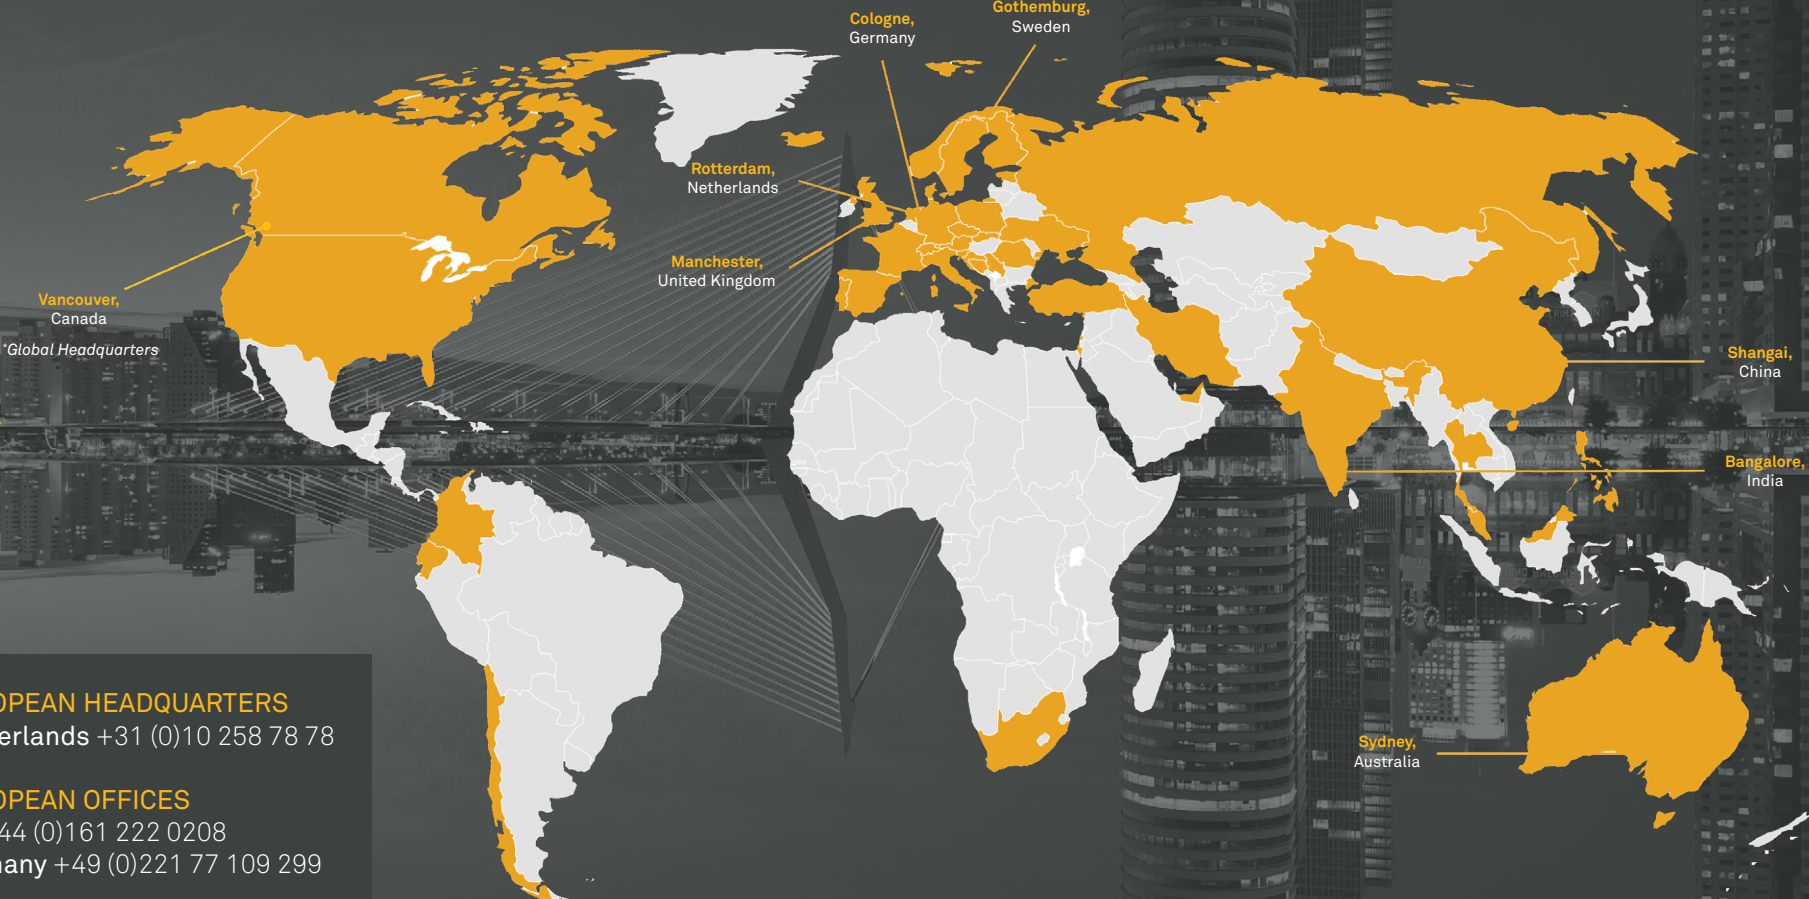 Gothemburg,
Sweden
Cologne,
Germany
Rotterdam,
Netherlands
Manchester,
United Kingdom
Vancouver,
Canada
*Global Headquarters
Shangai,
China
Bangalore,
India
Sydney,
Australia
OPEAN HEADQUARTERS
erlands +31 (0)10 258 78 78
OPEAN OFFICES
44 (0)161 222 0208
any +49 (0)221 77 109 299